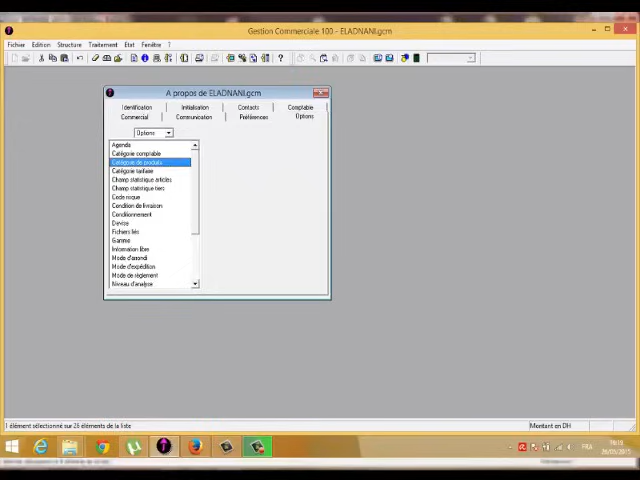 Gestion Commerciale 100 - ELADNANI.gcm
Fichier Edition Structure Traitement Etat Fenêtre ?
A propos de ELADNANI.gcm
Identification Initialisation Contacts Comptable
Commercial Communication Préférences Options
Options
Agenda
Catégorie comptable
Catégorie de produits
Catégorie tarifaire
Champ statistique articles
Champ statistique tiers
Code risque
Condition de livraison
Conditionnement
Devise
Fichiers liés
Gamme
Information libre
Mode d'arrondi
Mode d'expédition
Mode de règlement
Niveau d'analyse
1 élément sélectionné sur 26 éléments de la liste
Montant en DH
FRA